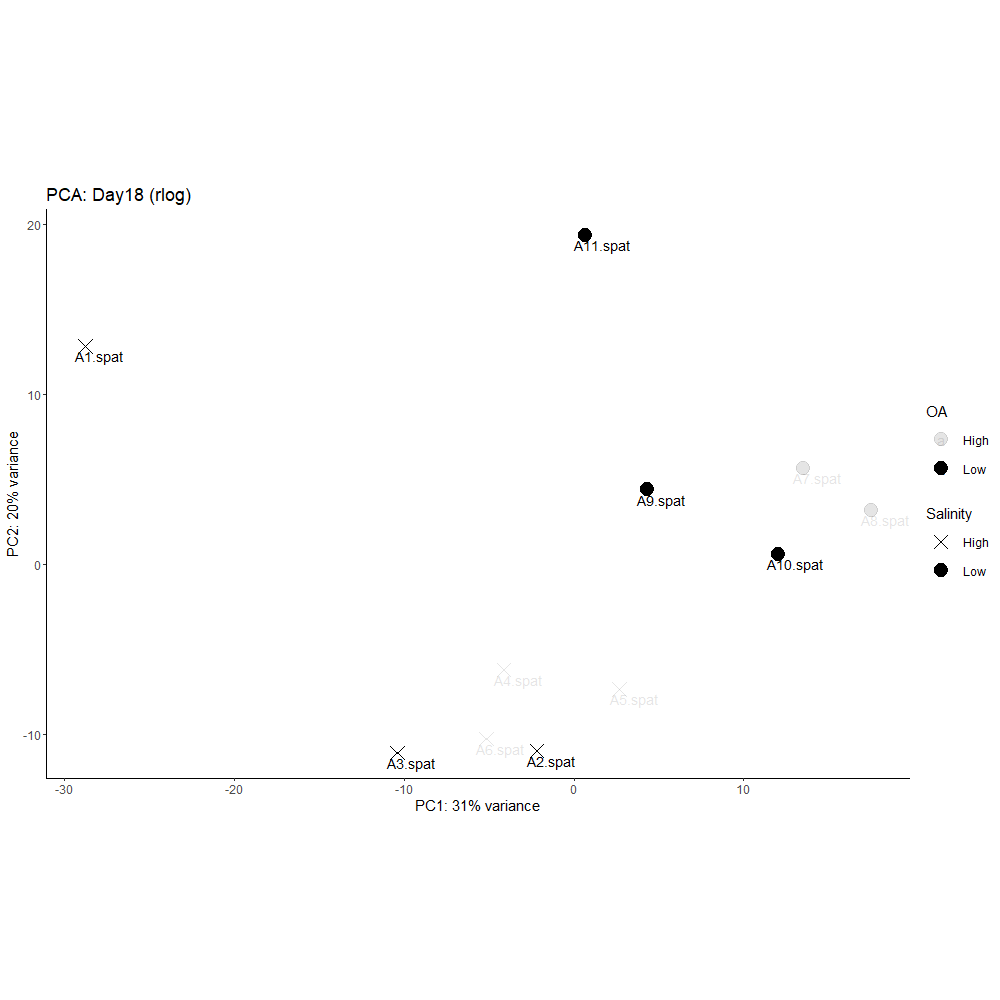 PCA: Day18 (rlog)
20
A11.spat
A1.spat
10
OA
a
High
Low
A7.spat
A9.spat
A8.spat
Salinity
High
Low
PC2: 20% variance
0
A10.spat
A4.spat
A5.spat
-10
A6.spat
A3.spat
A2.spat
-30
-20
-10
0
10
PC1: 31% variance